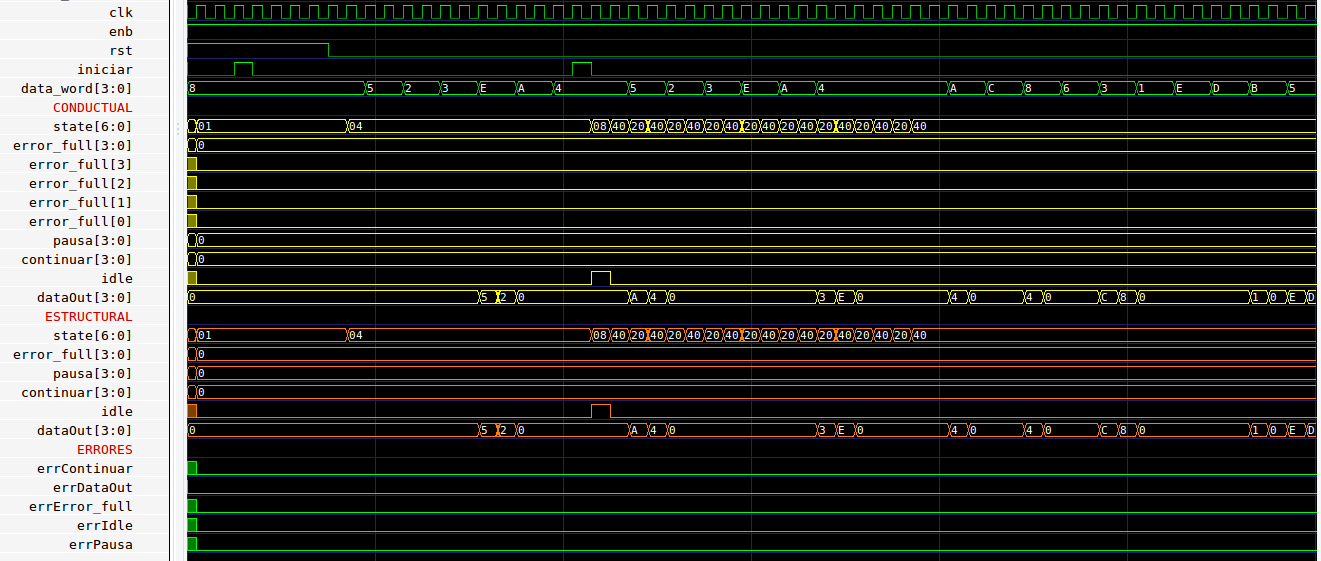 clk
enb
rst
iniciar
data_word[3:0] 8 5 2 3 E A 4 5 2 3 E A 4 A C 8 6 3 1 E D B 5
CONDUCTUAL
state[6:0] 01 04 08 40 20 40 20 40 20 40 20 40 20 40 20 40 20 40 20 40
error_full[3:0] 0
error_full[3]
error_full[2]
error_full[1]
error_full[0]
pausa[3:0] 0
continuar[3:0] 0
idle
dataOut[3:0] 0 5 2 0 A 4 0 3 E 0 4 0 4 0 C 8 0 1 0 E D
ESTRUCTURAL
state[6:0] 01 04 08 40 20 40 20 40 20 40 20 40 20 40 20 40 20 40 20 40
error_full[3:0] 0
pausa[3:0] 0
continuar[3:0] 0
idle
dataOut[3:0] 0 5 2 0 A 4 0 3 E 0 4 0 4 0 C 8 0 1 0 E D
ERRORES
errContinuar
errDataOut
errError_full
errIdle
errPausa